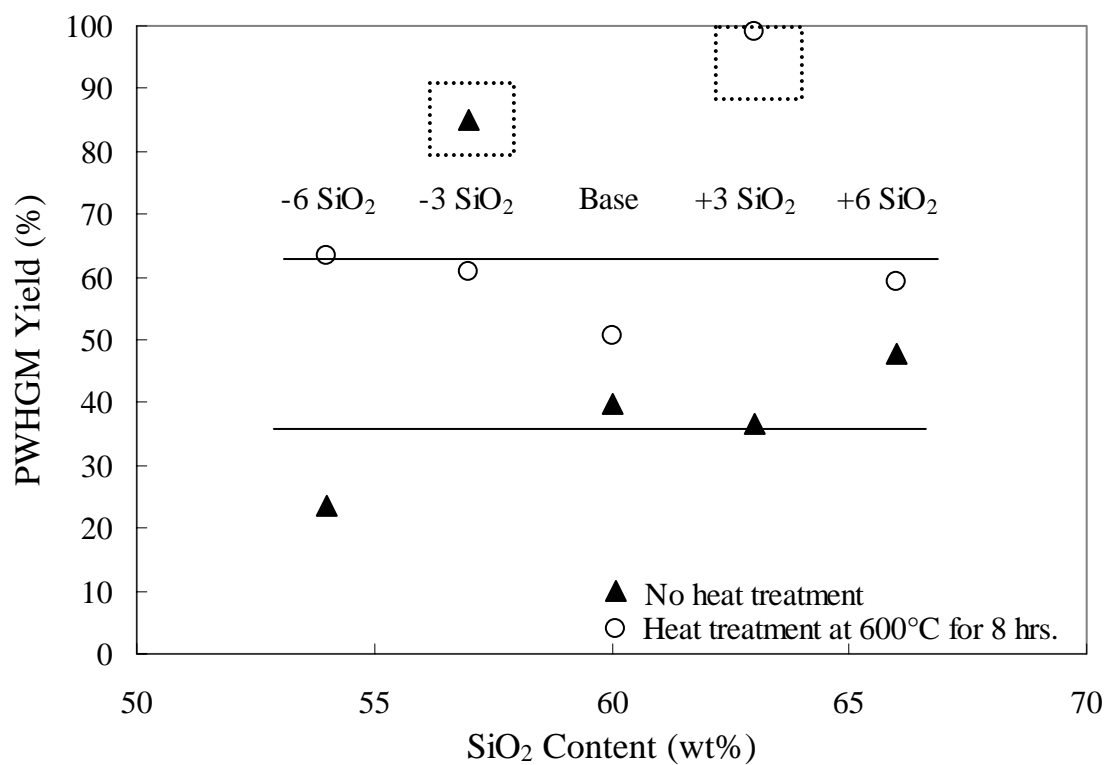 100
90
80
-6 SiO₂ -3 SiO₂ Base +3 SiO₂ +6 SiO₂
70
60
50
40
30
20
10
0
PWHGM Yield (%)
▲ No heat treatment
○ Heat treatment at 600°C for 8 hrs.
50 55 60 65 70
SiO₂ Content (wt%)